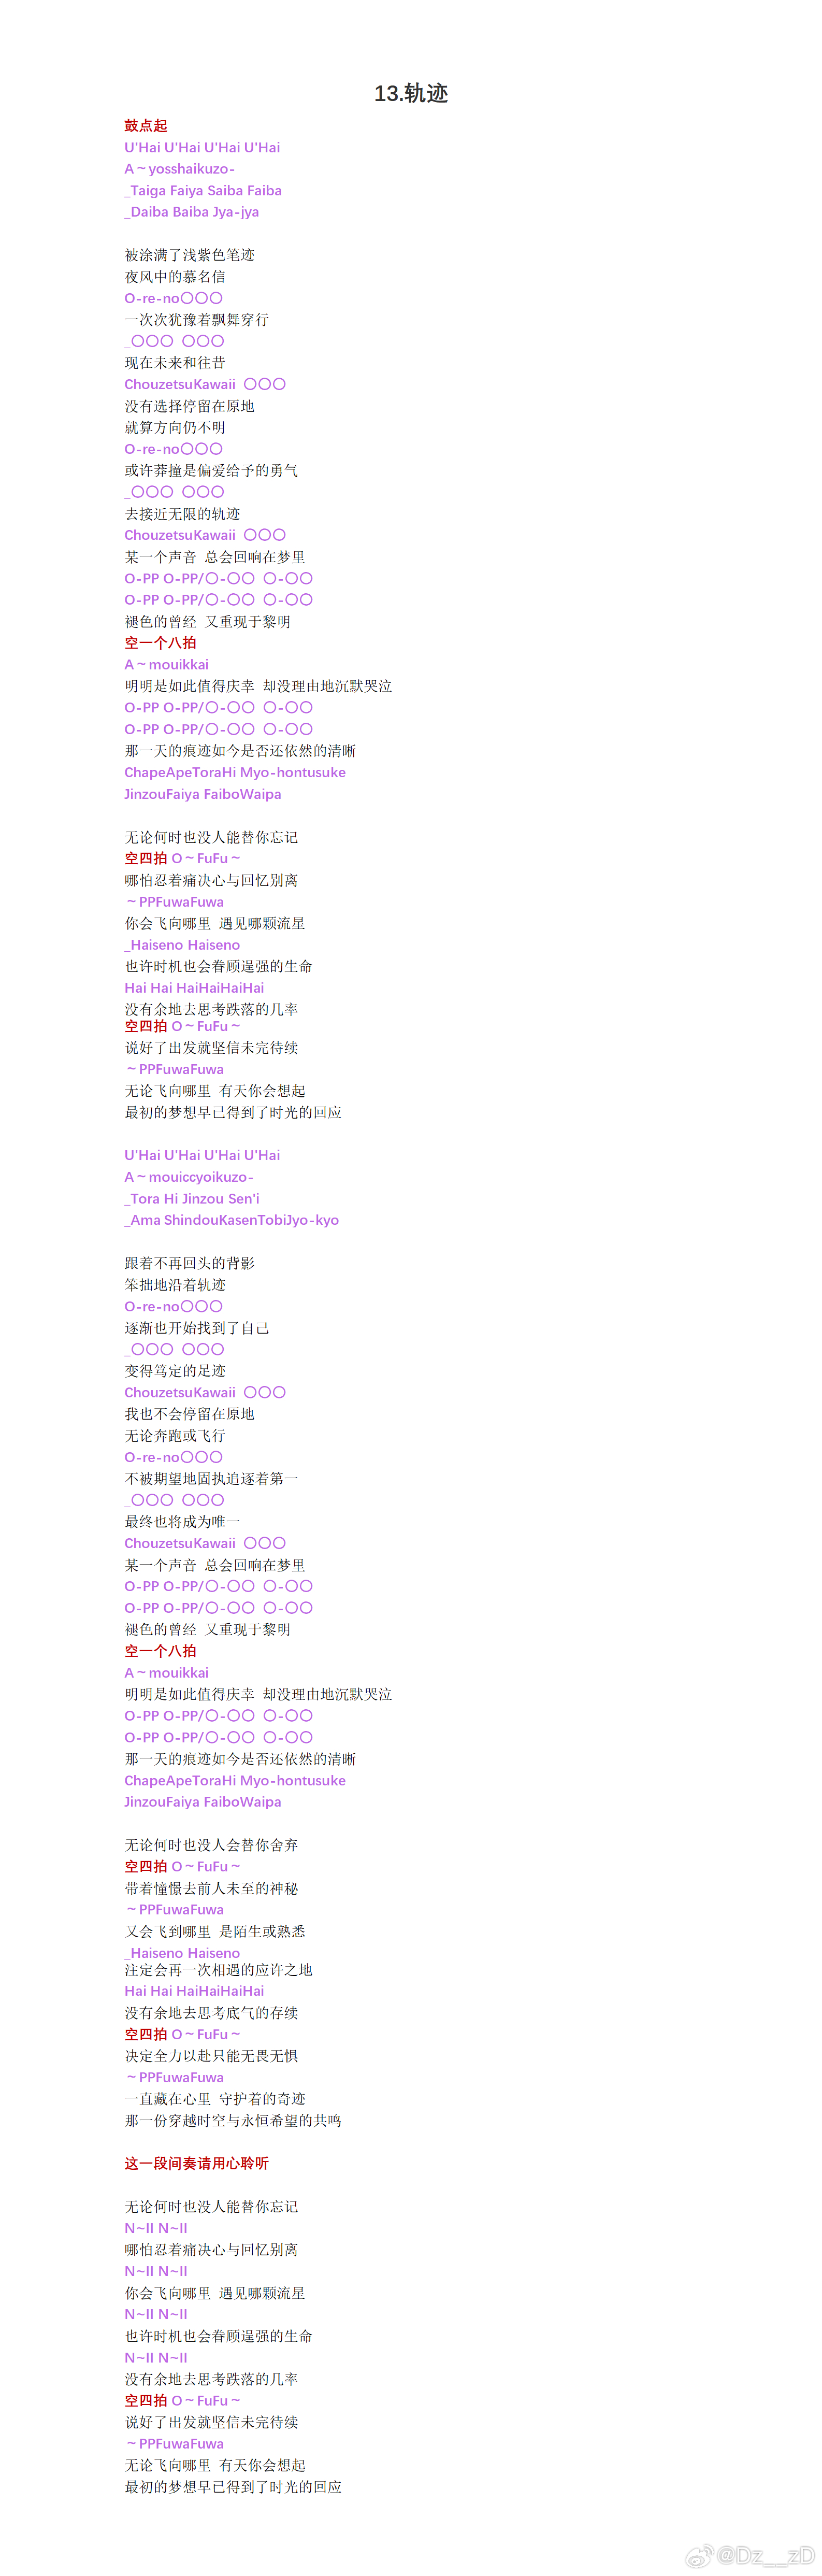 13.轨迹
鼓点起
U'Hai U'Hai U'Hai U'Hai
A～yosshaikuzo-
_Taiga Faiya Saiba Faiba
_Daiba Baiba Jya-jya
被涂满了浅紫色笔迹
夜风中的慕名信
O-re-no〇〇〇
一次次犹豫着飘舞穿行
_〇〇〇 〇〇〇
现在未来和往昔
ChouzetsuKawaii 〇〇〇
没有选择停留在原地
就算方向仍不明
O-re-no〇〇〇
或许莽撞是偏爱给予的勇气
_〇〇〇 〇〇〇
去接近无限的轨迹
ChouzetsuKawaii 〇〇〇
某一个声音 总会回响在梦里
O-PP O-PP/〇-〇〇 〇-〇〇
O-PP O-PP/〇-〇〇 〇-〇〇
褪色的曾经 又重现于黎明
空一个八拍
A～mouikkai
明明是如此值得庆幸 却没理由地沉默哭泣
O-PP O-PP/〇-〇〇 〇-〇〇
O-PP O-PP/〇-〇〇 〇-〇〇
那一天的痕迹如今是否还依然的清晰
ChapeApeToraHi Myo-hontusuke
JinzouFaiya FaiboWaipa
无论何时也没人能替你忘记
空四拍 O～FuFu～
哪怕忍着痛决心与回忆别离
～PPFuwaFuwa
你会飞向哪里 遇见哪颗流星
_Haiseno Haiseno
也许时机也会眷顾逞强的生命
Hai Hai HaiHaiHaiHai
没有余地去思考跌落的几率
空四拍 O～FuFu～
说好了出发就坚信未完待续
～PPFuwaFuwa
无论飞向哪里 有天你会想起
最初的梦想早已得到了时光的回应
U'Hai U'Hai U'Hai U'Hai
A～mouiccyoikuzo-
_Tora Hi Jinzou Sen'i
_Ama ShindouKasenTobiJyo-kyo
跟着不再回头的背影
笨拙地沿着轨迹
O-re-no〇〇〇
逐渐也开始找到了自己
_〇〇〇 〇〇〇
变得笃定的足迹
ChouzetsuKawaii 〇〇〇
我也不会停留在原地
无论奔跑或飞行
O-re-no〇〇〇
不被期望地固执追逐着第一
_〇〇〇 〇〇〇
最终也将成为唯一
ChouzetsuKawaii 〇〇〇
某一个声音 总会回响在梦里
O-PP O-PP/〇-〇〇 〇-〇〇
O-PP O-PP/〇-〇〇 〇-〇〇
褪色的曾经 又重现于黎明
空一个八拍
A～mouikkai
明明是如此值得庆幸 却没理由地沉默哭泣
O-PP O-PP/〇-〇〇 〇-〇〇
O-PP O-PP/〇-〇〇 〇-〇〇
那一天的痕迹如今是否还依然的清晰
ChapeApeToraHi Myo-hontusuke
JinzouFaiya FaiboWaipa
无论何时也没人会替你舍弃
空四拍 O～FuFu～
带着憧憬去前人未至的神秘
～PPFuwaFuwa
又会飞到哪里 是陌生或熟悉
_Haiseno Haiseno
注定会再一次相遇的应许之地
Hai Hai HaiHaiHaiHai
没有余地去思考底气的存续
空四拍 O～FuFu～
决定全力以赴只能无畏无惧
～PPFuwaFuwa
一直藏在心里 守护着的奇迹
那一份穿越时空与永恒希望的共鸣
这一段间奏请用心聆听
无论何时也没人能替你忘记
N~II N~II
哪怕忍着痛决心与回忆别离
N~II N~II
你会飞向哪里 遇见哪颗流星
N~II N~II
也许时机也会眷顾逞强的生命
N~II N~II
没有余地去思考跌落的几率
空四拍 O～FuFu～
说好了出发就坚信未完待续
～PPFuwaFuwa
无论飞向哪里 有天你会想起
最初的梦想早已得到了时光的回应
@Dz__zD